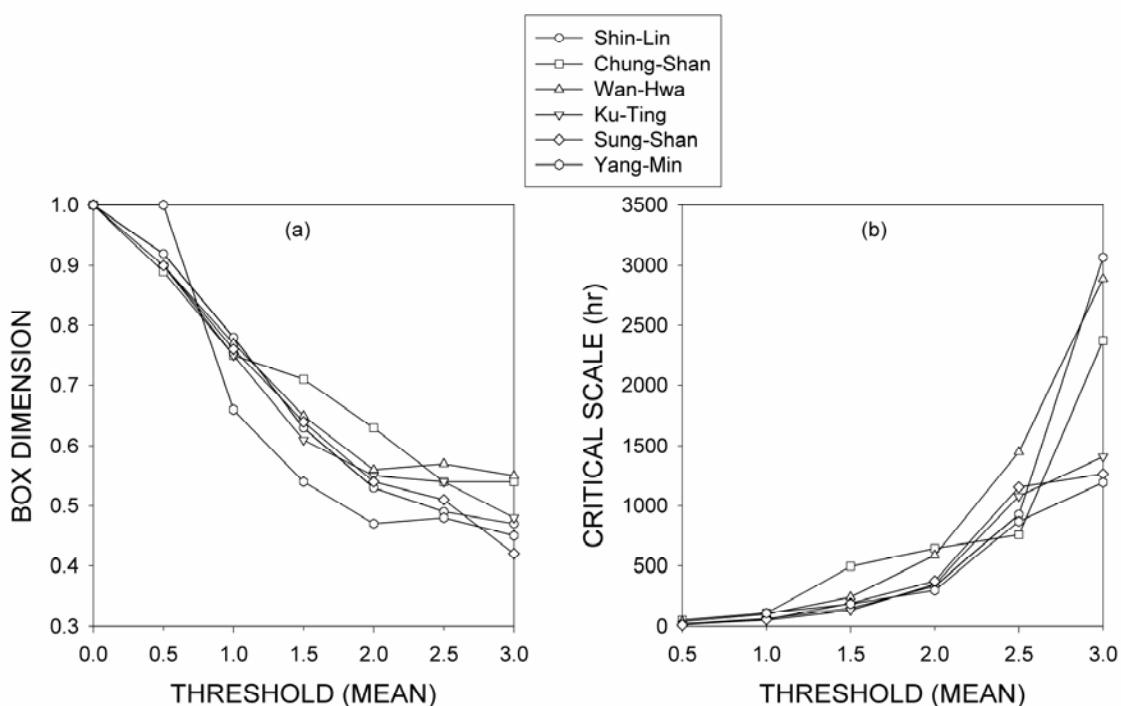 Shin-Lin
Chung-Shan
Wan-Hwa
Ku-Ting
Sung-Shan
Yang-Min
(a)
BOX DIMENSION
1.0
0.9
0.8
0.7
0.6
0.5
0.4
0.3
0.0 0.5 1.0 1.5 2.0 2.5 3.0
THRESHOLD (MEAN)
(b)
CRITICAL SCALE (hr)
3500
3000
2500
2000
1500
1000
500
0
0.5 1.0 1.5 2.0 2.5 3.0
THRESHOLD (MEAN)